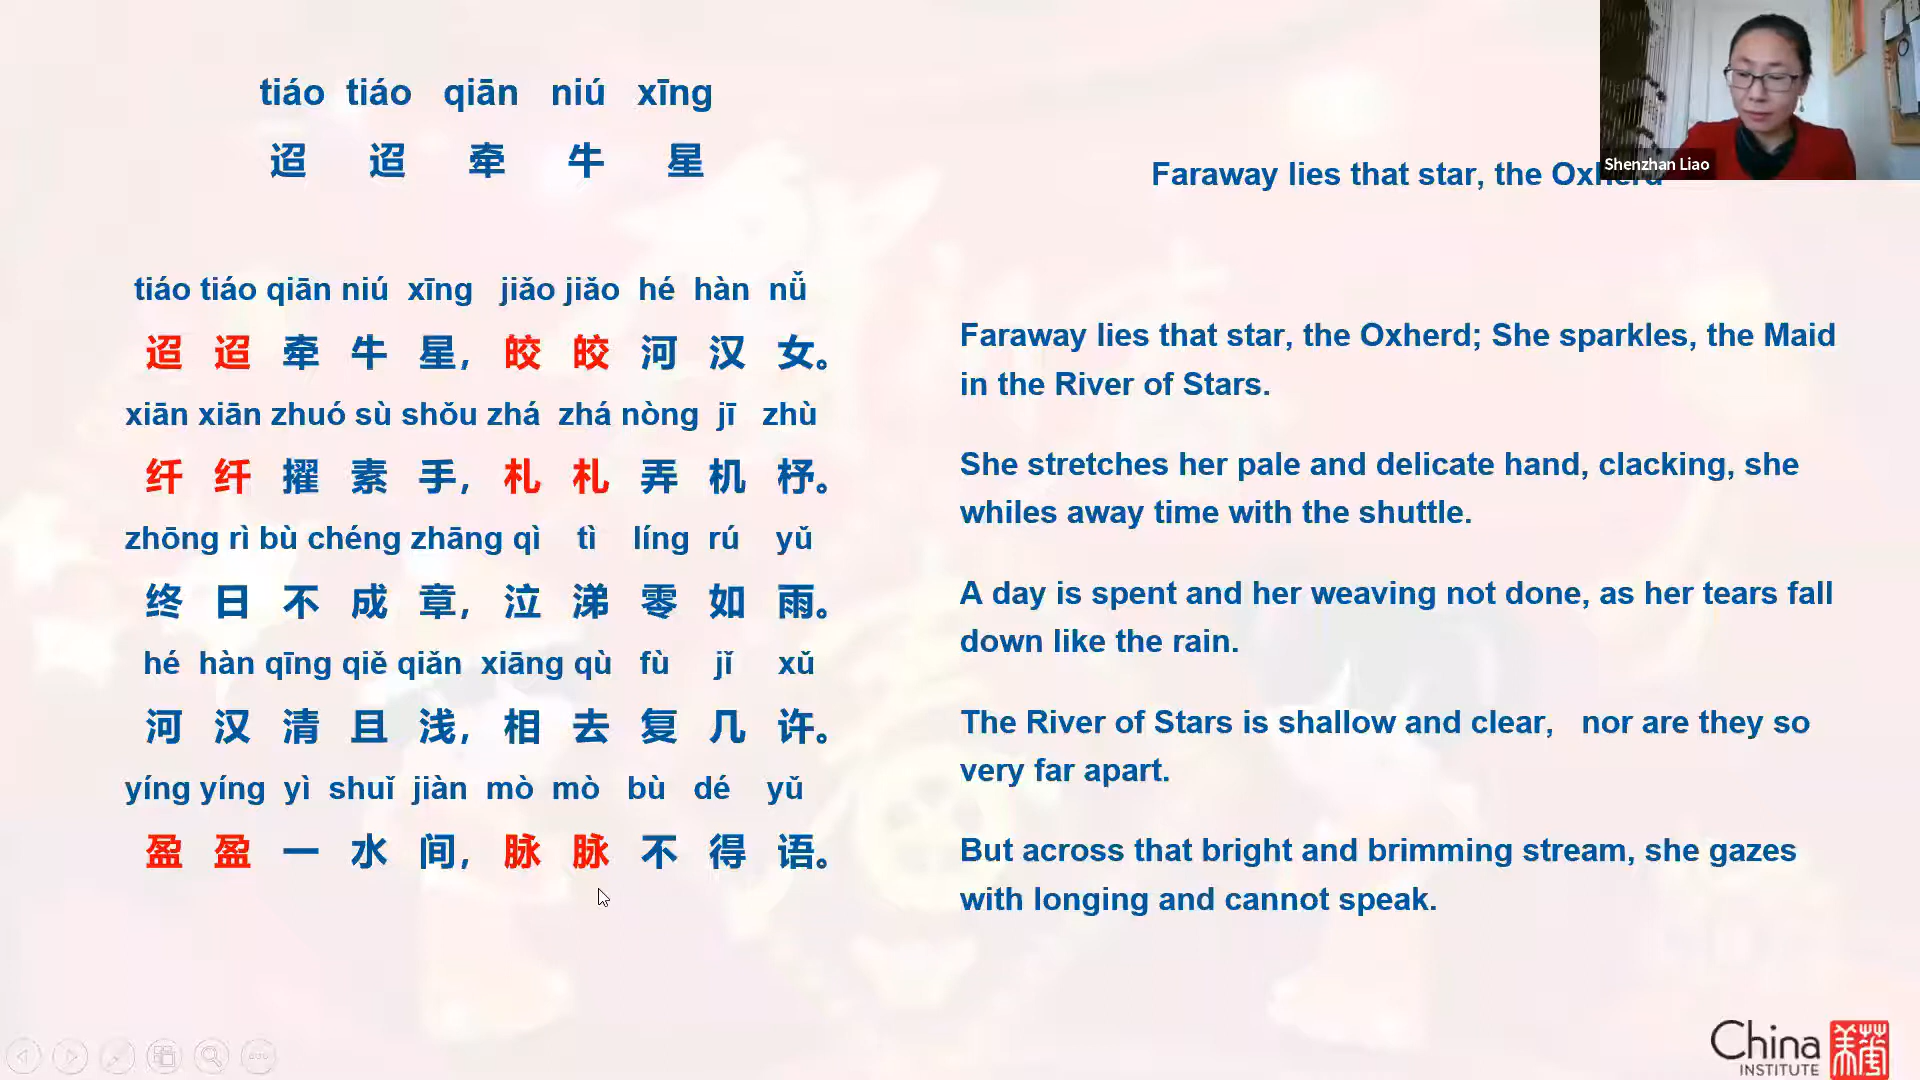 tiáo tiáo qiān niú xīng
迢 迢 牵 牛 星
Faraway lies that star, the Oxherd
Shenzhan Liao
tiáo tiáo qiān niú xīng jiǎo jiǎo hé hàn nǚ
迢 迢 牵 牛 星, 皎 皎 河 汉 女。
xiān xiān zhuó sù shǒu zhá zhá nòng jī zhù
纤 纤 擢 素 手, 札 札 弄 机 杼。
zhōng rì bù chéng zhāng qì tì líng rú yǔ
终 日 不 成 章, 泣 涕 零 如 雨。
hé hàn qīng qiě qiǎn xiāng qù fù jǐ xǔ
河 汉 清 且 浅, 相 去 复 几 许。
yíng yíng yì shuǐ jiàn mò mò bù dé yǔ
盈 盈 一 水 间, 脉 脉 不 得 语。
Faraway lies that star, the Oxherd; She sparkles, the Maid
in the River of Stars.
She stretches her pale and delicate hand, clacking, she
whiles away time with the shuttle.
A day is spent and her weaving not done, as her tears fall
down like the rain.
The River of Stars is shallow and clear, nor are they so
very far apart.
But across that bright and brimming stream, she gazes
with longing and cannot speak.
China
INSTITUTE